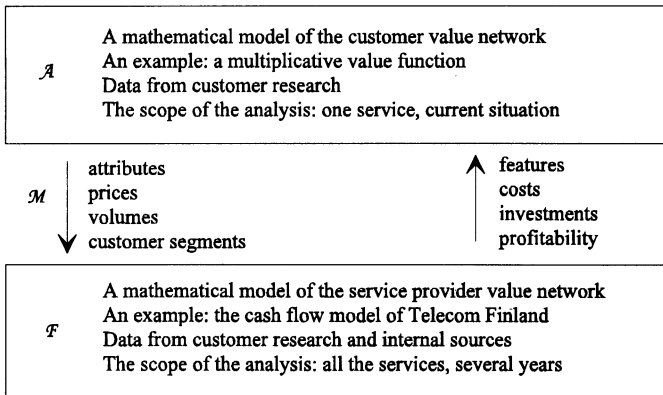 A mathematical model of the customer value network
An example: a multiplicative value function
𝒜
Data from customer research
The scope of the analysis: one service, current situation
attributes
prices
ℳ
volumes
customer segments
features
costs
investments
profitability
A mathematical model of the service provider value network
An example: the cash flow model of Telecom Finland
ℱ
Data from customer research and internal sources
The scope of the analysis: all the services, several years